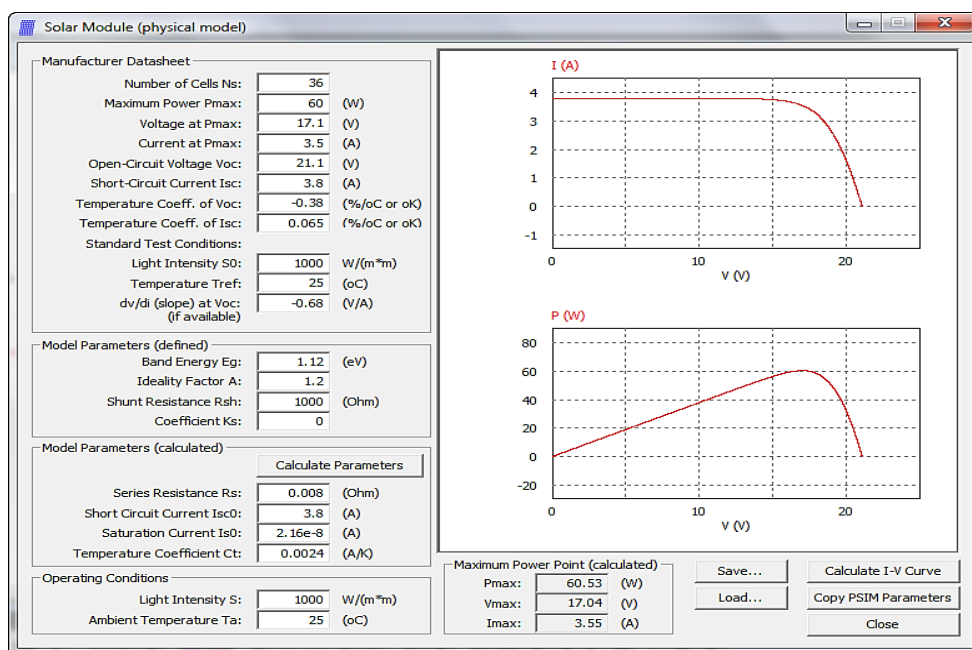 Solar Module (physical model)
Manufacturer Datasheet
Number of Cells Ns: 36
Maximum Power Pmax: 60 (W)
Voltage at Pmax: 17.1 (V)
Current at Pmax: 3.5 (A)
Open-Circuit Voltage Voc: 21.1 (V)
Short-Circuit Current Isc: 3.8 (A)
Temperature Coeff. of Voc: -0.38 (%/oC or oK)
Temperature Coeff. of Isc: 0.065 (%/oC or oK)
Standard Test Conditions:
Light Intensity S0: 1000 W/(m*m)
Temperature Tref: 25 (oC)
dv/di (slope) at Voc: -0.68 (V/A)
(if available)
Model Parameters (defined)
Band Energy Eg: 1.12 (eV)
Ideality Factor A: 1.2
Shunt Resistance Rsh: 1000 (Ohm)
Coefficient Ks: 0
Model Parameters (calculated)
Calculate Parameters
Series Resistance Rs: 0.008 (Ohm)
Short Circuit Current Isc0: 3.8 (A)
Saturation Current Is0: 2.16e-8 (A)
Temperature Coefficient Ct: 0.0024 (A/K)
Operating Conditions
Light Intensity S: 1000 W/(m*m)
Ambient Temperature Ta: 25 (oC)
I (A)
4
3
2
1
0
-1
0 10 20
V (V)
P (W)
80
60
40
20
0
-20
0 10 20
V (V)
Maximum Power Point (calculated)
Pmax: 60.53 (W)
Vmax: 17.04 (V)
Imax: 3.55 (A)
Save...
Load...
Calculate I-V Curve
Copy PSIM Parameters
Close